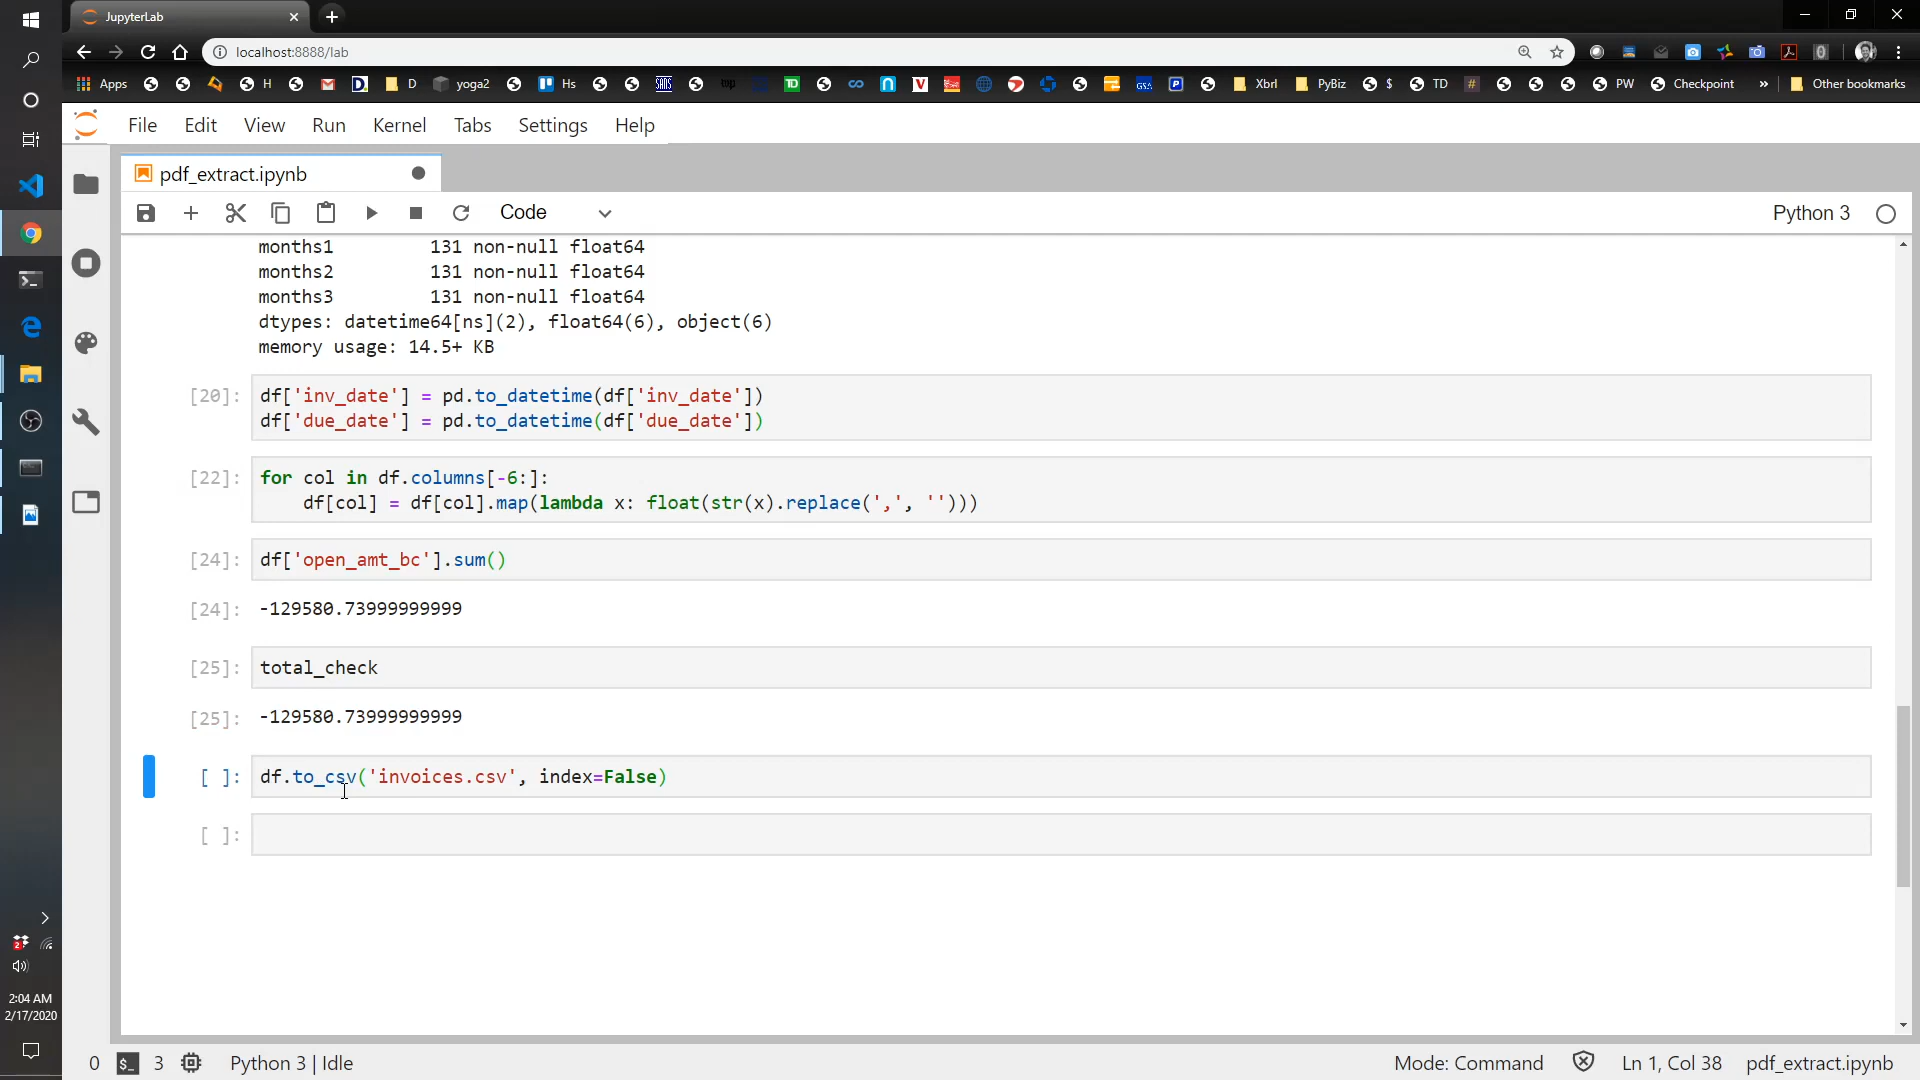 JupyterLab
localhost:8888/lab
Apps H D yoga2 Hs TD GSA P Xbrl PyBiz $ TD # PW Checkpoint » Other bookmarks
File Edit View Run Kernel Tabs Settings Help
pdf_extract.ipynb
Code Python 3
months1 131 non-null float64
months2 131 non-null float64
months3 131 non-null float64
dtypes: datetime64[ns](2), float64(6), object(6)
memory usage: 14.5+ KB
[20]: df['inv_date'] = pd.to_datetime(df['inv_date'])
df['due_date'] = pd.to_datetime(df['due_date'])
[22]: for col in df.columns[-6:]:
df[col] = df[col].map(lambda x: float(str(x).replace(',', '')))
[24]: df['open_amt_bc'].sum()
[24]: -129580.73999999999
[25]: total_check
[25]: -129580.73999999999
[ ]: df.to_csv('invoices.csv', index=False)
[ ]:
2:04 AM
2/17/2020
0 $_ 3 Python 3 | Idle Mode: Command Ln 1, Col 38 pdf_extract.ipynb